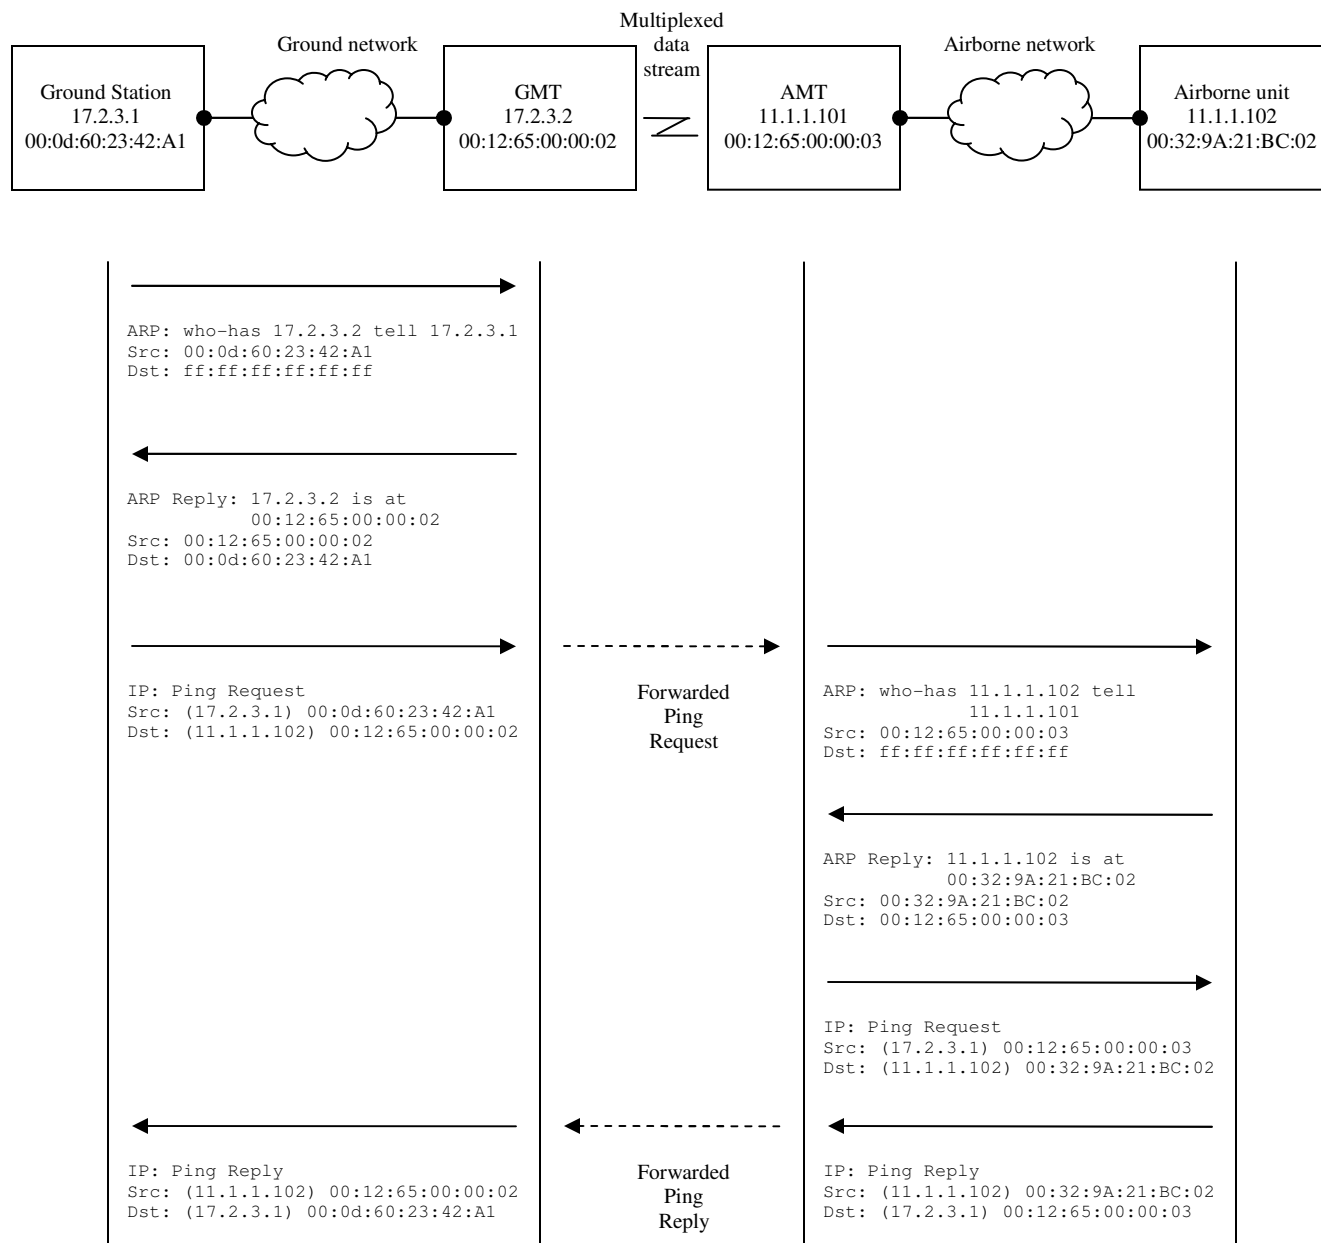 Multiplexed
data
stream
Ground network
Airborne network
Ground Station
17.2.3.1
00:0d:60:23:42:A1
GMT
17.2.3.2
00:12:65:00:00:02
AMT
11.1.1.101
00:12:65:00:00:03
Airborne unit
11.1.1.102
00:32:9A:21:BC:02
ARP: who-has 17.2.3.2 tell 17.2.3.1
Src: 00:0d:60:23:42:A1
Dst: ff:ff:ff:ff:ff:ff
ARP Reply: 17.2.3.2 is at
00:12:65:00:00:02
Src: 00:12:65:00:00:02
Dst: 00:0d:60:23:42:A1
IP: Ping Request
Src: (17.2.3.1) 00:0d:60:23:42:A1
Dst: (11.1.1.102) 00:12:65:00:00:02
Forwarded
Ping
Request
ARP: who-has 11.1.1.102 tell
11.1.1.101
Src: 00:12:65:00:00:03
Dst: ff:ff:ff:ff:ff:ff
ARP Reply: 11.1.1.102 is at
00:32:9A:21:BC:02
Src: 00:32:9A:21:BC:02
Dst: 00:12:65:00:00:03
IP: Ping Request
Src: (17.2.3.1) 00:12:65:00:00:03
Dst: (11.1.1.102) 00:32:9A:21:BC:02
IP: Ping Reply
Src: (11.1.1.102) 00:12:65:00:00:02
Dst: (17.2.3.1) 00:0d:60:23:42:A1
Forwarded
Ping
Reply
IP: Ping Reply
Src: (11.1.1.102) 00:32:9A:21:BC:02
Dst: (17.2.3.1) 00:12:65:00:00:03